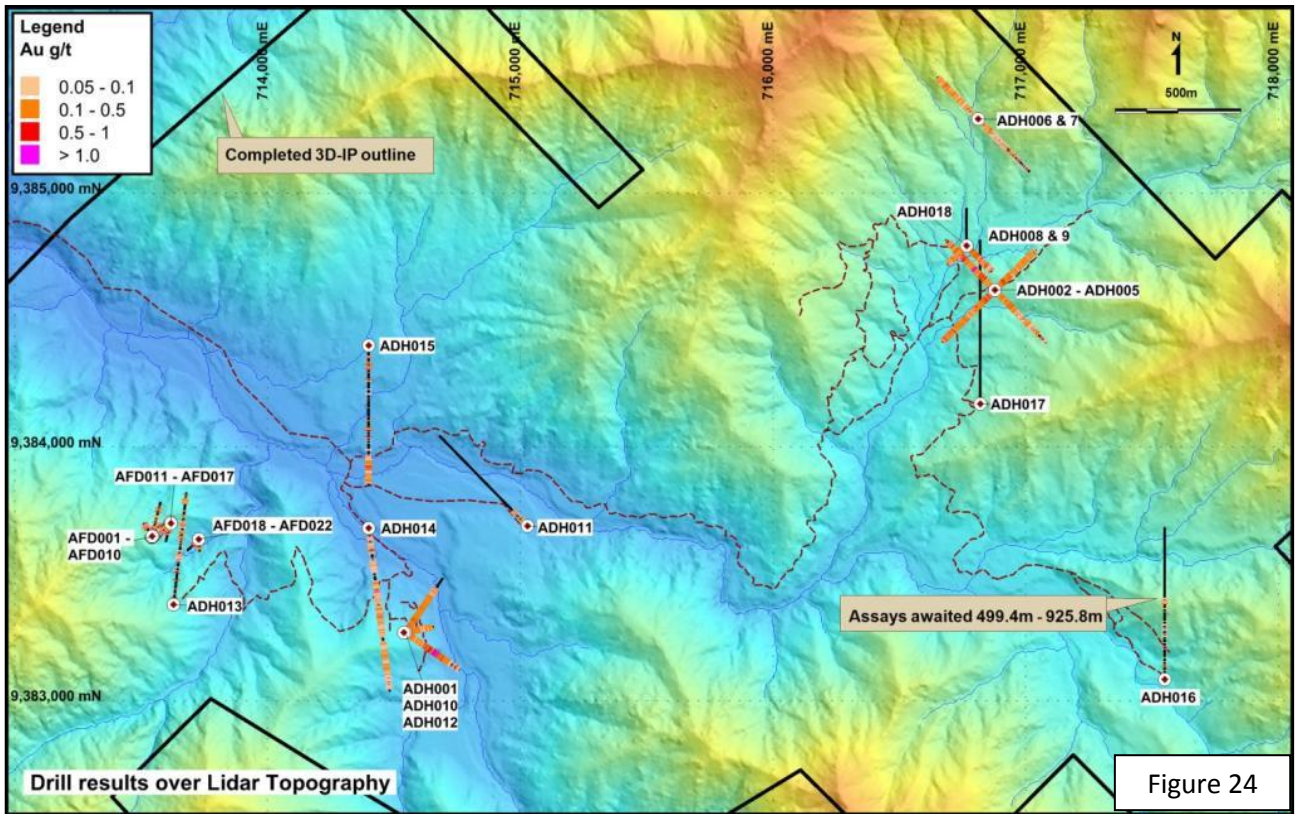 Legend
Au g/t
0.05 - 0.1
0.1 - 0.5
0.5 - 1
> 1.0
714,000 mE
715,000 mE
716,000 mE
717,000 mE
718,000 mE
N
500m
Completed 3D-IP outline
ADH006 & 7
9,385,000 mN
ADH018
ADH008 & 9
ADH002 - ADH005
ADH015
ADH017
9,384,000 mN
AFD011 - AFD017
AFD018 - AFD022
AFD001 -
AFD010
ADH014
ADH011
ADH013
Assays awaited 499.4m - 925.8m
ADH001
ADH010
ADH012
9,383,000 mN
ADH016
Drill results over Lidar Topography
Figure 24